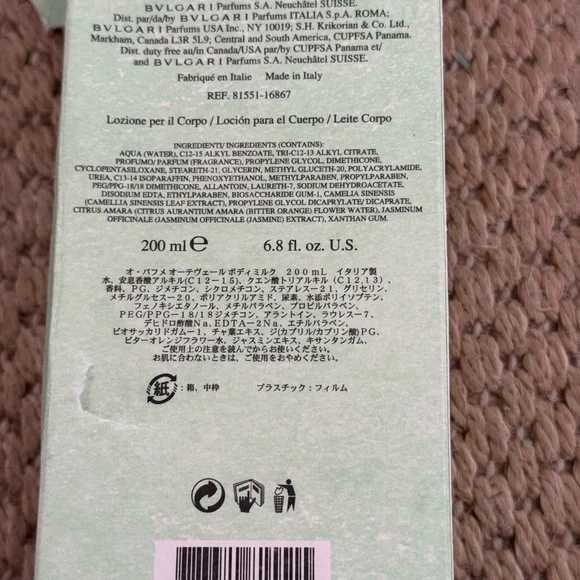 BVLGARI Parfums S.A. Neuchâtel SUISSE.
Dist. par/da/by BVLGARI Parfums ITALIA S.p.A. ROMA;
BVLGARI Parfums USA Inc., NY 10019; S.H. Krikorian & Co. Ltd.,
Markham, Canada L3R 5L9; Central and South America, CUPFSA Panama.
Dist. duty free au/in Canada/USA par/by CUPFSA Panama et/
and BVLGARI Parfums S.A. Neuchâtel SUISSE.
Fabriqué en Italie Made in Italy
REF. 81551-16867
Lozione per il Corpo / Loción para el Cuerpo / Leite Corpo
INGREDIENTI/ INGREDIENTS (CONTAINS):
AQUA (WATER), C12-15 ALKYL BENZOATE, TRI-C12-13 ALKYL CITRATE,
PROFUMO/ PARFUM (FRAGRANCE), PROPYLENE GLYCOL, DIMETHICONE,
CYCLOPENTASILOXANE, STEARETH-21, GLYCERIN, METHYL GLUCETH-20, POLYACRYLAMIDE,
UREA, C13-14 ISOPARAFFIN, PHENOXYETHANOL, METHYLPARABEN, PROPYLPARABEN,
PEG/PPG-18/18 DIMETHICONE, ALLANTOIN, LAURETH-7, SODIUM DEHYDROACETATE,
DISODIUM EDTA, ETHYLPARABEN, BIOSACCHARIDE GUM-1, CAMELLIA SINENSIS
(CAMELLIA SINENSIS LEAF EXTRACT), PROPYLENE GLYCOL DICAPRYLATE/ DICAPRATE,
CITRUS AMARA (CITRUS AURANTIUM AMARA (BITTER ORANGE) FLOWER WATER), JASMINUM
OFFICINALE (JASMINUM OFFICINALE (JASMINE) EXTRACT), XANTHAN GUM.
200 ml℮ 6.8 fl. oz. U.S.
オ・パフメ オーテヴェール ボディミルク 200mL イタリア製
水、安息香酸アルキル(C12-15)、クエン酸トリアルキル(C12,13)、
香料、PG、ジメチコン、シクロメチコン、ステアレス-21、グリセリン、
メチルグルセス-20、ポリアクリルアミド、尿素、水添ポリイソブテン、
フェノキシエタノール、メチルパラベン、プロピルパラベン、
PEG/PPG-18/18ジメチコン、アラントイン、ラウレス-7、
デヒドロ酢酸Na、EDTA-2Na、エチルパラベン、
ビオサッカリドガム-1、チャ葉エキス、ジ(カプリル/カプリン酸)PG、
ビターオレンジフラワー水、ジャスミンエキス、キサンタンガム。
ご使用上の注意を読んでからお使いください。
お肌に合わないときは、ご使用をおやめください。
紙 :箱、中枠 プラスチック:フィルム